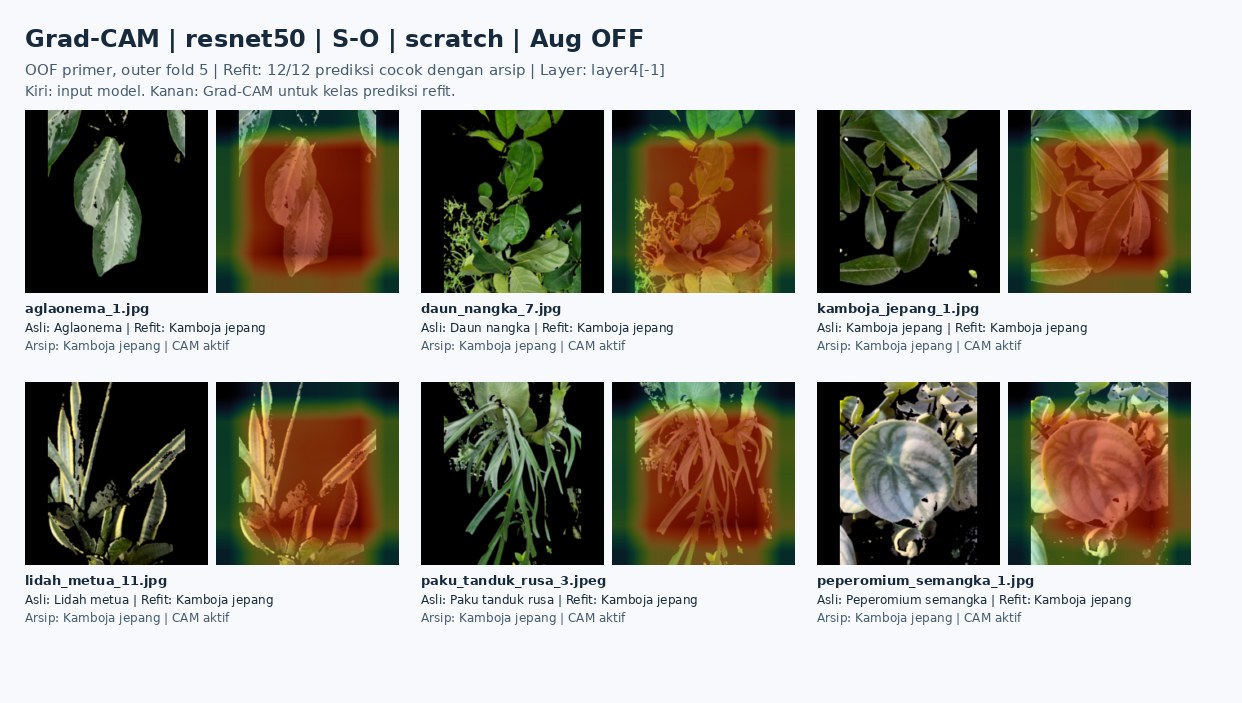 Grad-CAM | resnet50 | S-O | scratch | Aug OFF
OOF primer, outer fold 5 | Refit: 12/12 prediksi cocok dengan arsip | Layer: layer4[-1]
Kiri: input model. Kanan: Grad-CAM untuk kelas prediksi refit.
aglaonema_1.jpg
Asli: Aglaonema | Refit: Kamboja jepang
Arsip: Kamboja jepang | CAM aktif
daun_nangka_7.jpg
Asli: Daun nangka | Refit: Kamboja jepang
Arsip: Kamboja jepang | CAM aktif
kamboja_jepang_1.jpg
Asli: Kamboja jepang | Refit: Kamboja jepang
Arsip: Kamboja jepang | CAM aktif
lidah_metua_11.jpg
Asli: Lidah metua | Refit: Kamboja jepang
Arsip: Kamboja jepang | CAM aktif
paku_tanduk_rusa_3.jpeg
Asli: Paku tanduk rusa | Refit: Kamboja jepang
Arsip: Kamboja jepang | CAM aktif
peperomium_semangka_1.jpg
Asli: Peperomium semangka | Refit: Kamboja jepang
Arsip: Kamboja jepang | CAM aktif